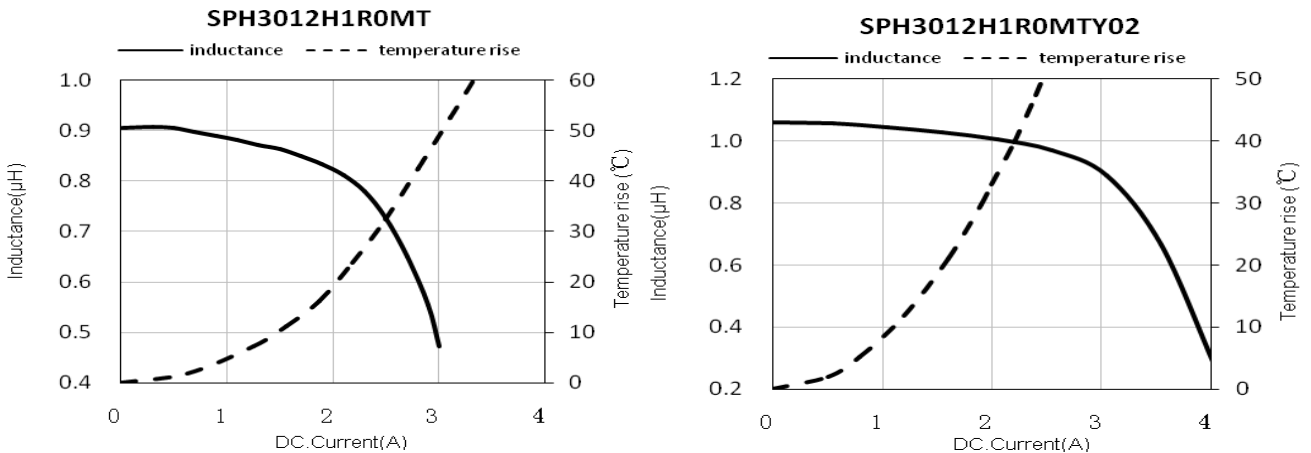 SPH3012H1R0MT
inductance temperature rise
Inductance(μH)
1.0
0.9
0.8
0.7
0.6
0.5
0.4
60
50
40
30
20
10
0
Temperature rise (℃)
0 1 2 3 4
DC.Current(A)
SPH3012H1R0MTY02
inductance temperature rise
Inductance(μH)
1.2
1.0
0.8
0.6
0.4
0.2
50
40
30
20
10
0
Temperature rise (℃)
0 1 2 3 4
DC.Current(A)